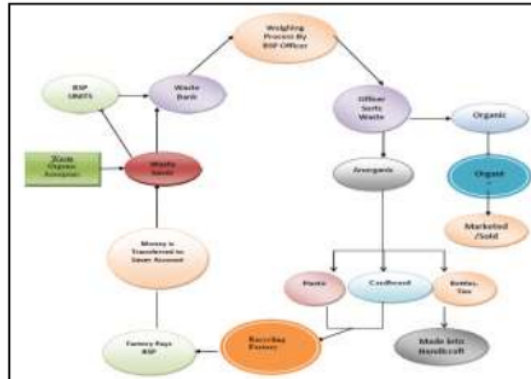 Weighing
Process By
BSP Officer
BSP
UNITS
Waste
Bank
Officer
Sorts
Waste
Organic
Waste
Saver
Anorganic
Organi
Marketed
/Sold
Money is
Transferred to
Saver Account
Plastic
Cardboard
Bottles,
Tins
Factory Pays
BSP
Recycling
Factory
Made into
Handicraft